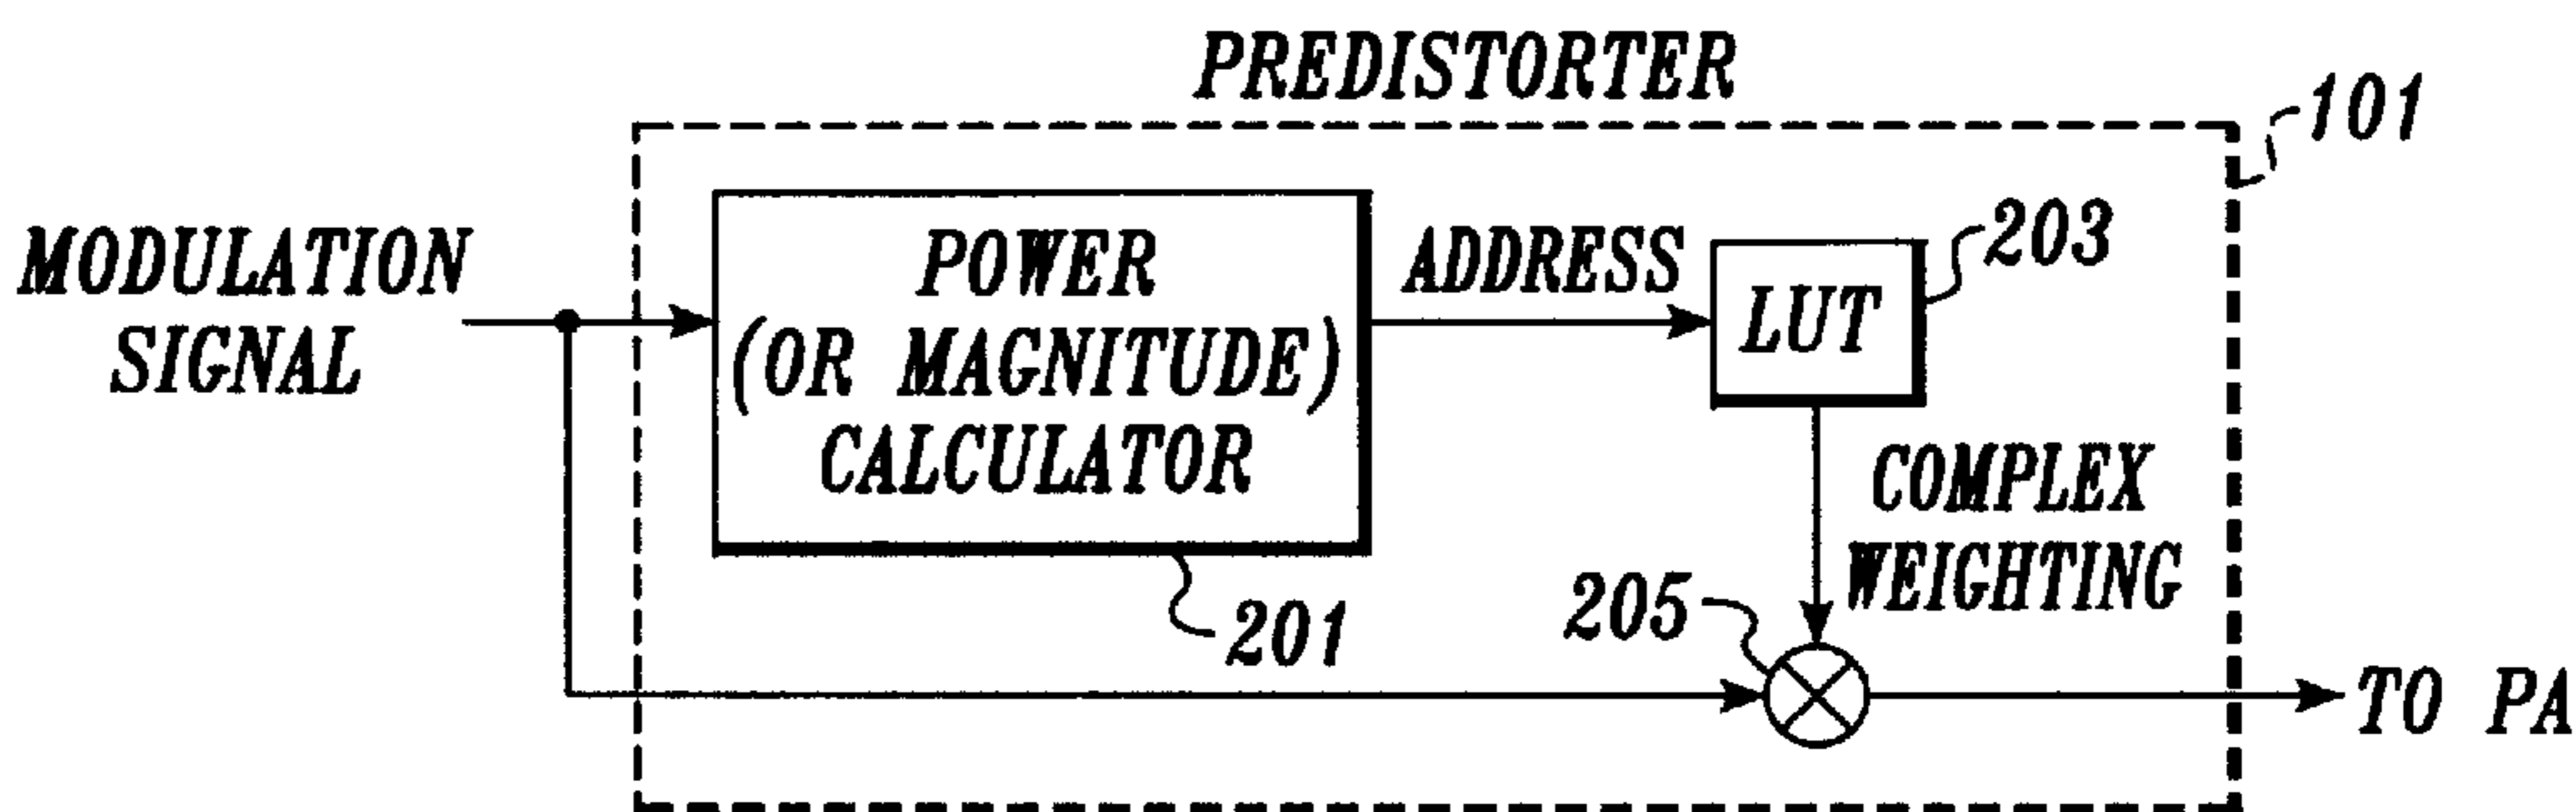 PREDISTORTER
101
MODULATION
SIGNAL
POWER
(OR MAGNITUDE)
CALCULATOR
201
ADDRESS
LUT
203
COMPLEX
WEIGHTING
205
TO PA